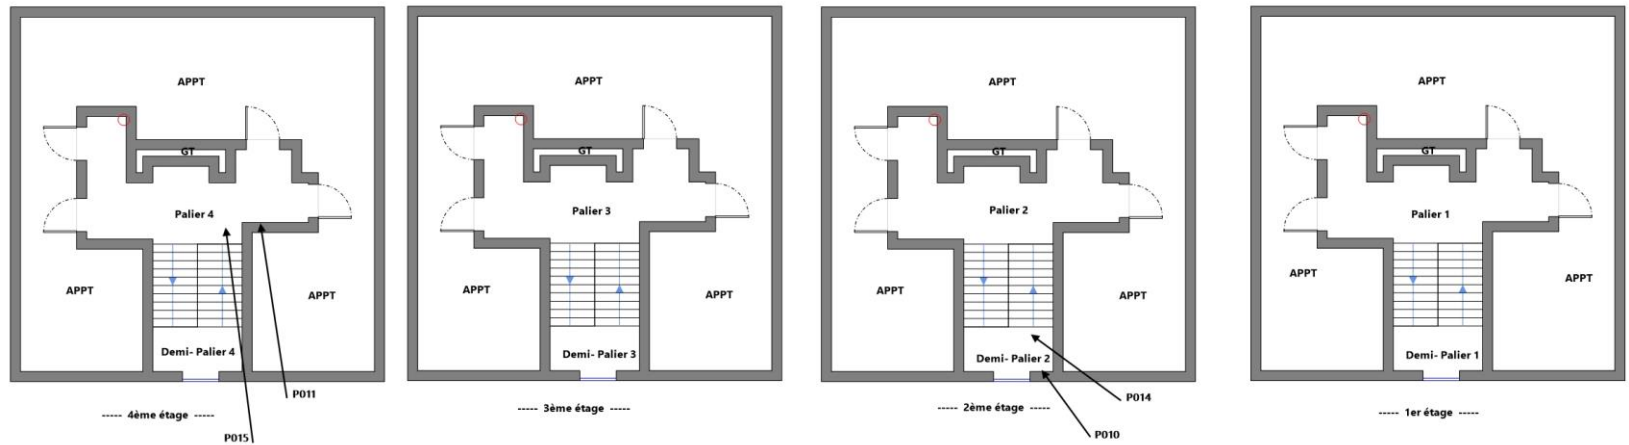 APPT
GT
Palier 4
APPT
APPT
Demi- Palier 4
P011
----- 4ème étage -----
P015
APPT
GT
Palier 3
APPT
APPT
Demi- Palier 3
----- 3ème étage -----
APPT
GT
Palier 2
APPT
APPT
Demi- Palier 2
P014
----- 2ème étage -----
P010
APPT
GT
Palier 1
APPT
APPT
Demi- Palier 1
----- 1er étage -----